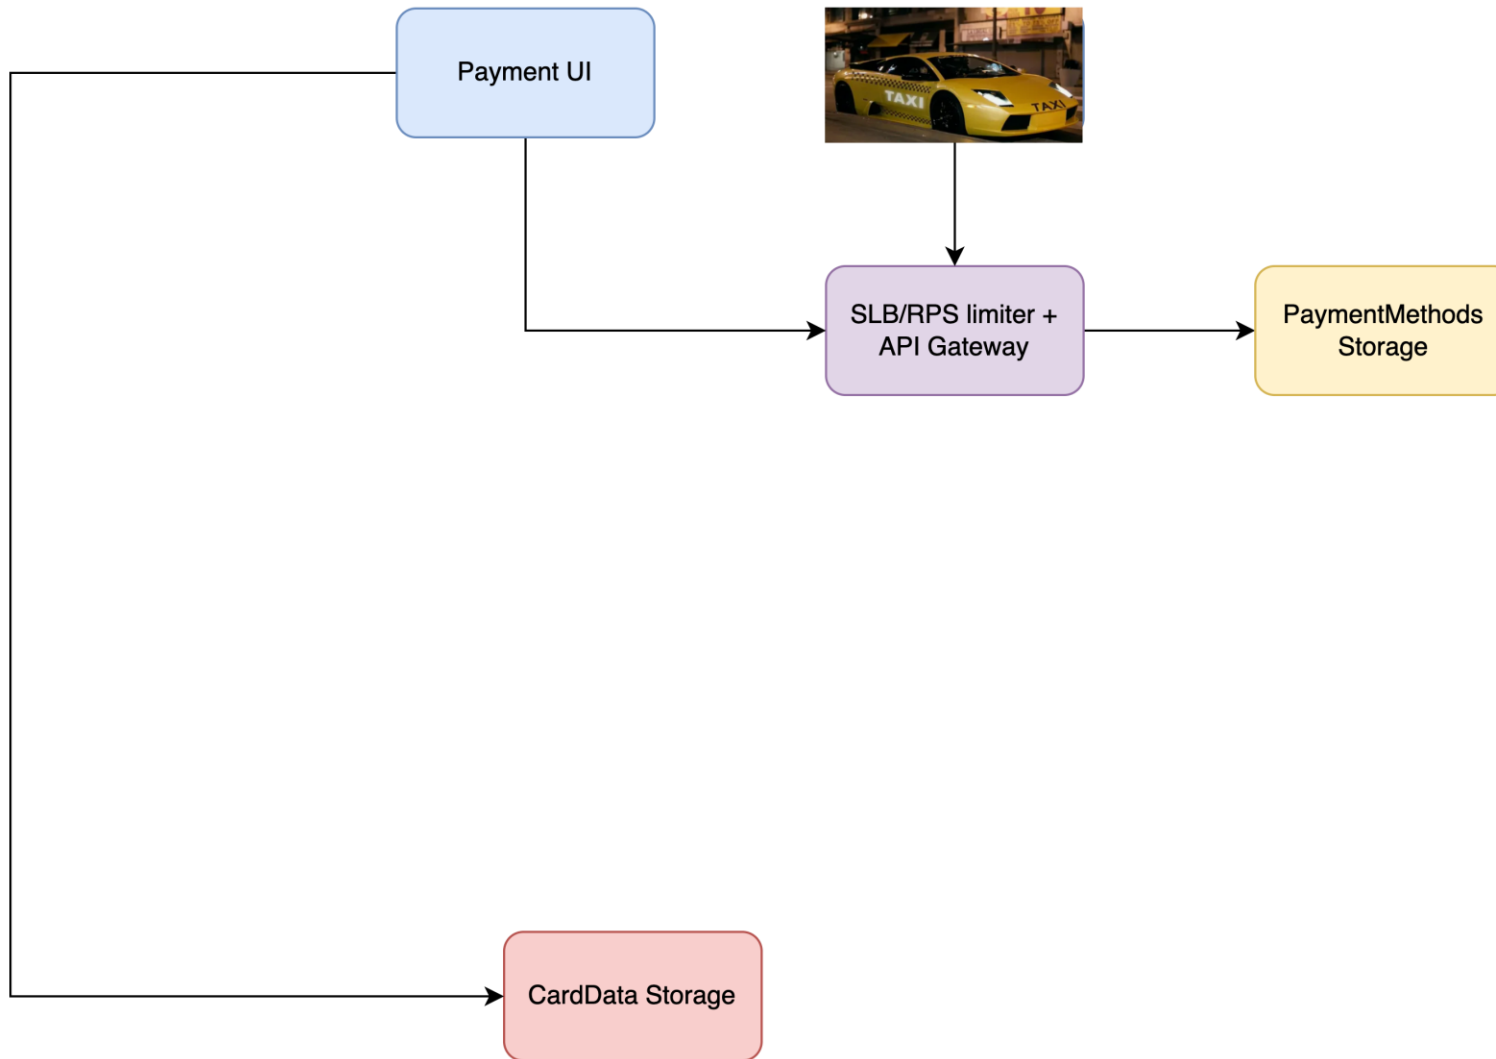 Payment UI
TAXI
TAXI
SLB/RPS limiter +
API Gateway
PaymentMethods
Storage
CardData Storage